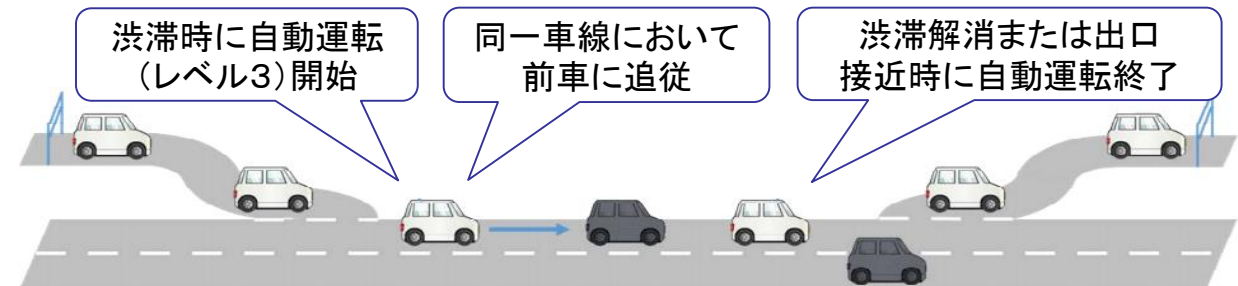 渋滞時に自動運転
(レベル3)開始
同一車線において
前車に追従
渋滞解消または出口
接近時に自動運転終了